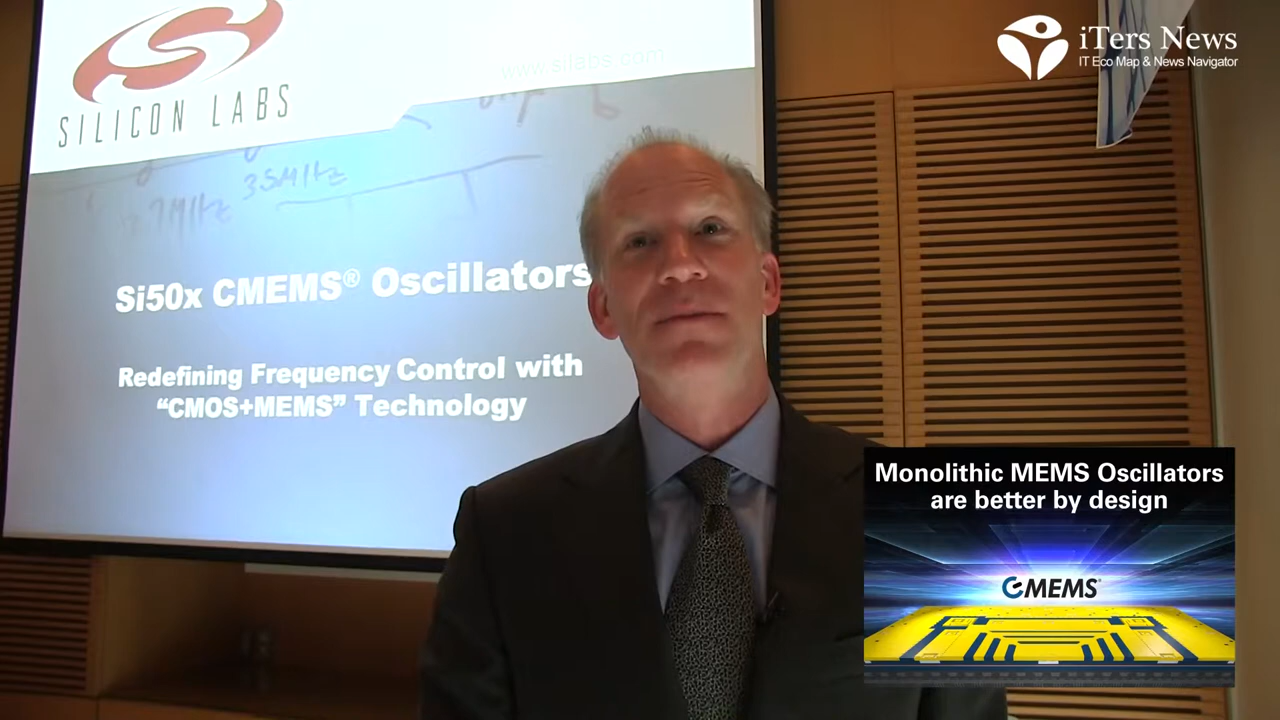 SILICON LABS
www.silabs.com
iTers News
IT Eco Map & News Navigator
35MHz
Si50x CMEMS® Oscillators
Redefining Frequency Control with
“CMOS+MEMS” Technology
Monolithic MEMS Oscillators
are better by design
CMEMS®